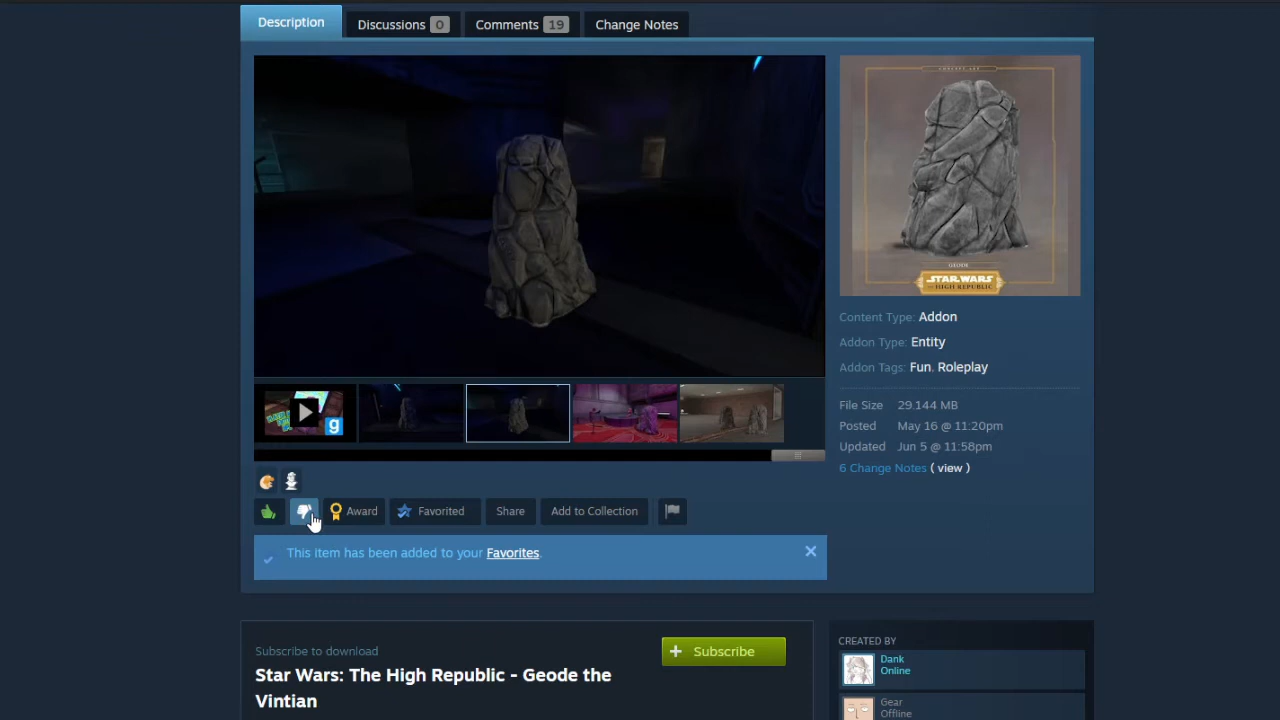 Description
Discussions 0
Comments 19
Change Notes
GEODE
STAR WARS
THE HIGH REPUBLIC
Content Type: Addon
Addon Type: Entity
Addon Tags: Fun, Roleplay
File Size 29.144 MB
Posted May 16 @ 11:20pm
Updated Jun 5 @ 11:58pm
6 Change Notes ( view )
g
Award
Favorited
Share
Add to Collection
This item has been added to your Favorites.
Subscribe to download
Star Wars: The High Republic - Geode the
Vintian
Subscribe
CREATED BY
Dank
Online
Gear
Offline